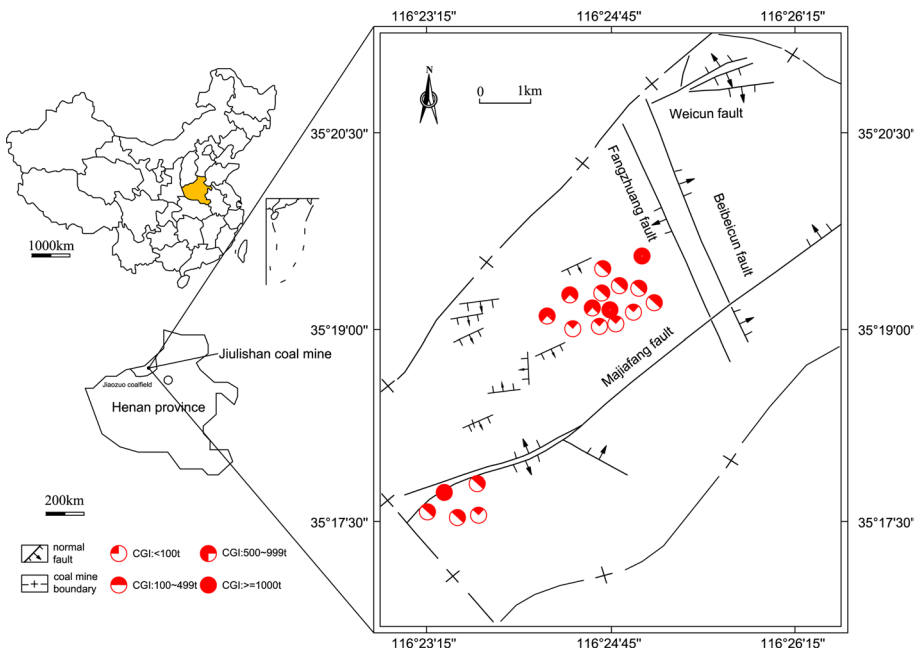 116°23'15"
116°24'45"
116°26'15"
N
0
1km
Weicun fault
35°20'30"
35°20'30"
Fangzhuang fault
Beibeicun fault
1000km
35°19'00"
35°19'00"
Majiafang fault
Jiulishan coal mine
Jiaozuo coalfield
Henan province
200km
35°17'30"
35°17'30"
normal
fault
CGI:<100t
CGI:500~999t
coal mine
boundary
CGI:100~499t
CGI:>=1000t
116°23'15"
116°24'45"
116°26'15"